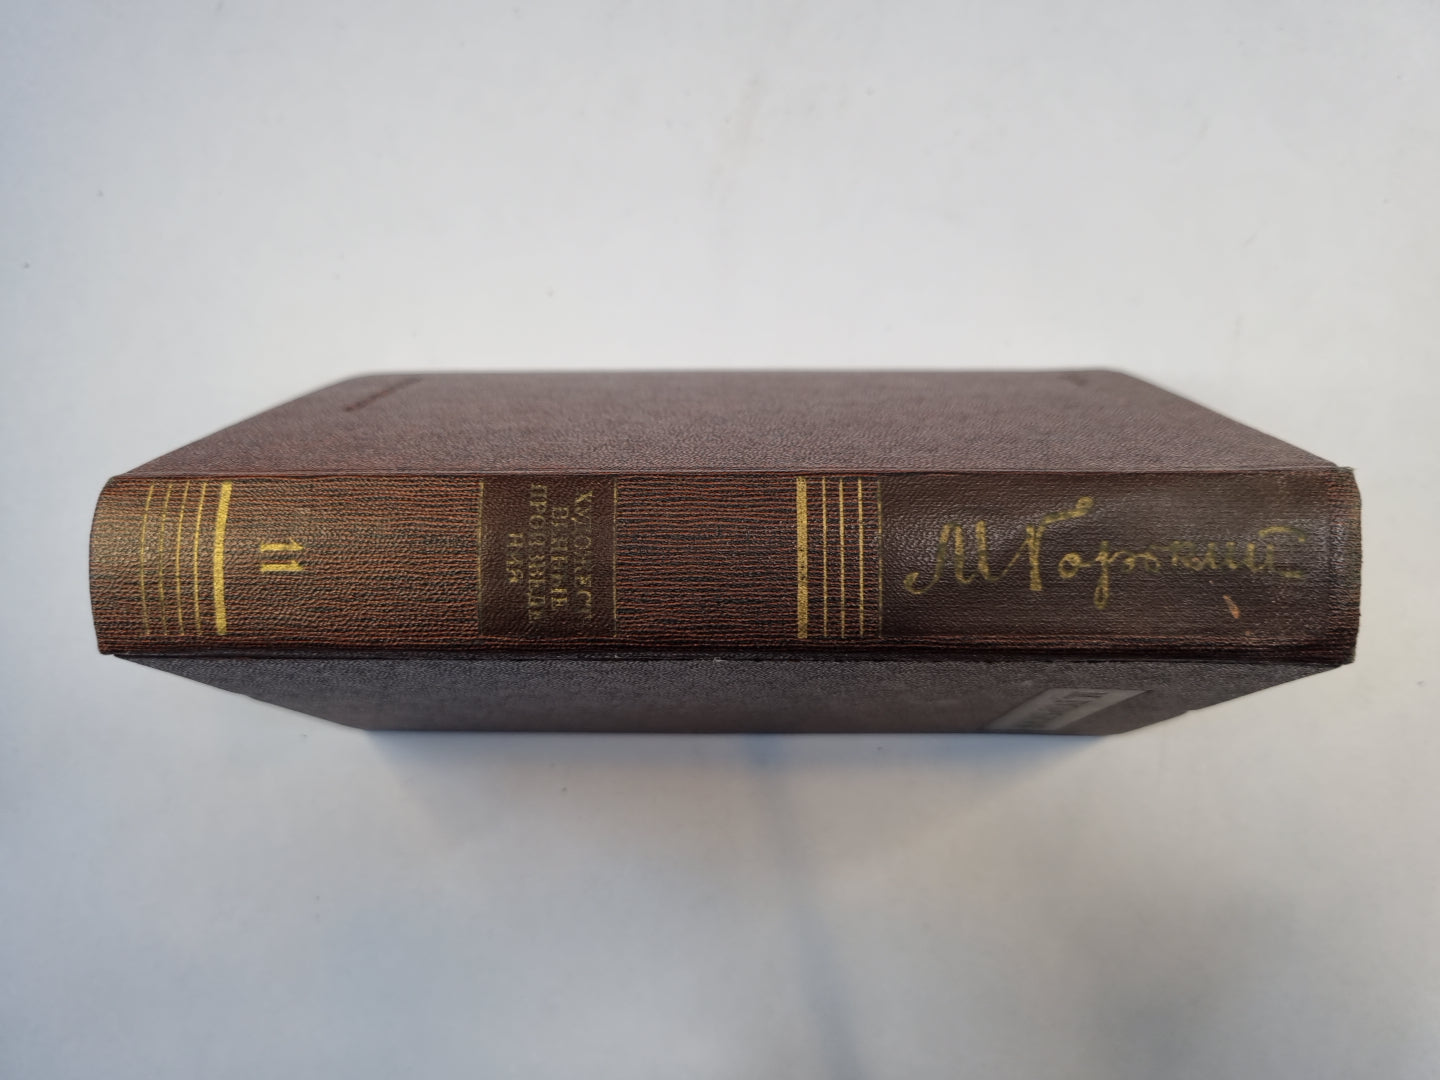 М Горький
ХУДОЖЕСТ
ВЕННЫЕ
ПРОИЗВЕДЕ
НИЯ
11